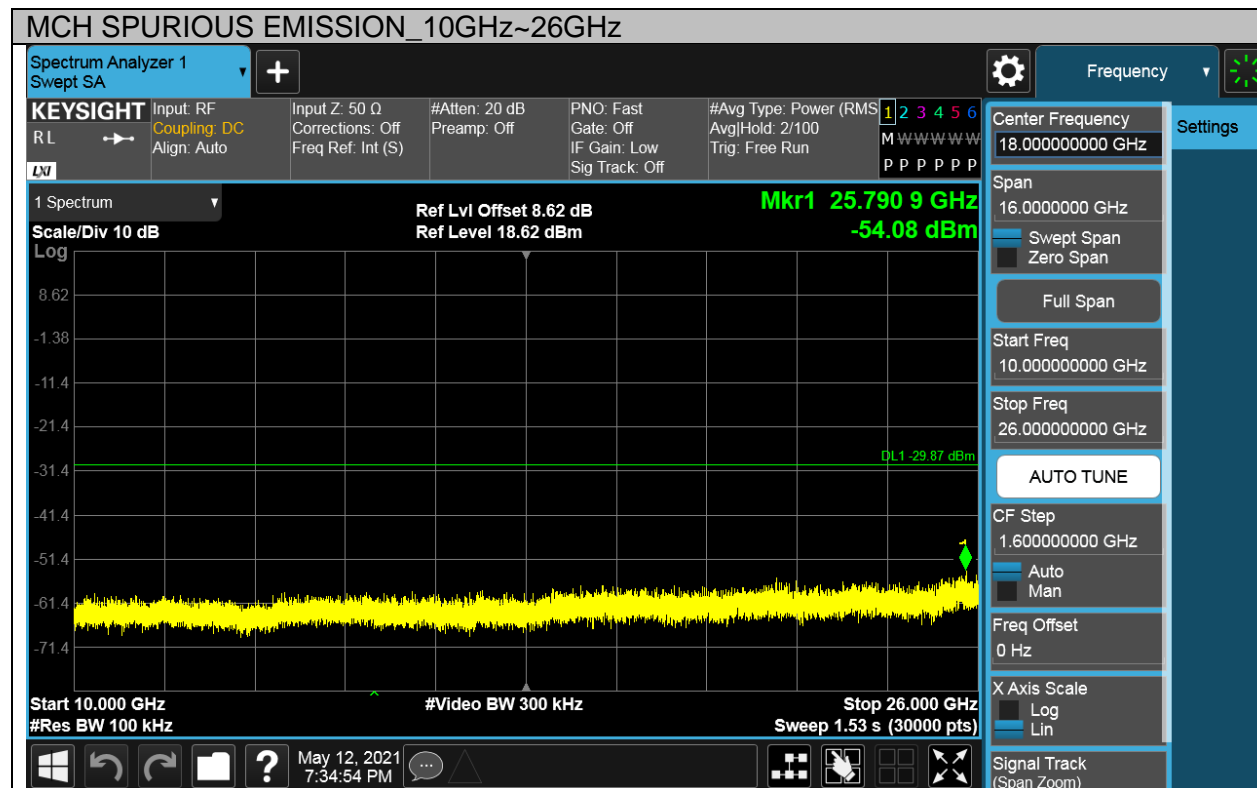 MCH SPURIOUS EMISSION_10GHz~26GHz
Spectrum Analyzer 1
Swept SA
+
Frequency
KEYSIGHT
RL
LXI
Input: RF
Coupling: DC
Align: Auto
Input Z: 50 Ω
Corrections: Off
Freq Ref: Int (S)
#Atten: 20 dB
Preamp: Off
PNO: Fast
Gate: Off
IF Gain: Low
Sig Track: Off
#Avg Type: Power (RMS
Avg|Hold: 2/100
Trig: Free Run
1 2 3 4 5 6
M W W W W W
P P P P P P
Settings
1 Spectrum
Scale/Div 10 dB
Log
Ref Lvl Offset 8.62 dB
Ref Level 18.62 dBm
Mkr1 25.790 9 GHz
-54.08 dBm
8.62
-1.38
-11.4
-21.4
-31.4
-41.4
-51.4
-61.4
-71.4
DL1 -29.87 dBm
1
Start 10.000 GHz
#Res BW 100 kHz
#Video BW 300 kHz
Stop 26.000 GHz
Sweep 1.53 s (30000 pts)
Center Frequency
18.000000000 GHz
Span
16.0000000 GHz
Swept Span
Zero Span
Full Span
Start Freq
10.000000000 GHz
Stop Freq
26.000000000 GHz
AUTO TUNE
CF Step
1.600000000 GHz
Auto
Man
Freq Offset
0 Hz
X Axis Scale
Log
Lin
Signal Track
(Span Zoom)
?
May 12, 2021
7:34:54 PM